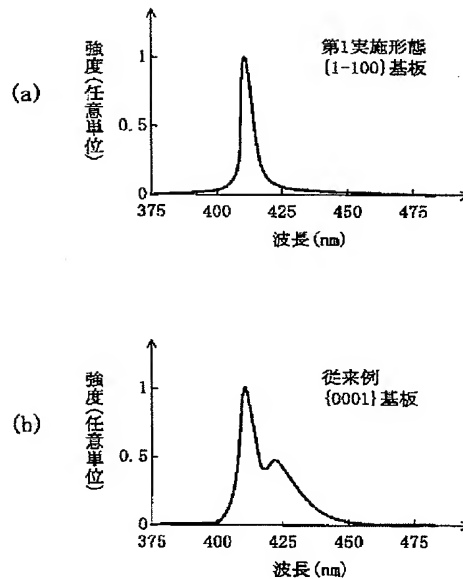 (a)
強度(任意単位)
第1実施形態
{1-100}基板
1
0.5
0
375 400 425 450 475
波長(nm)
(b)
強度(任意単位)
従来例
{0001}基板
1
0.5
0
375 400 425 450 475
波長(nm)